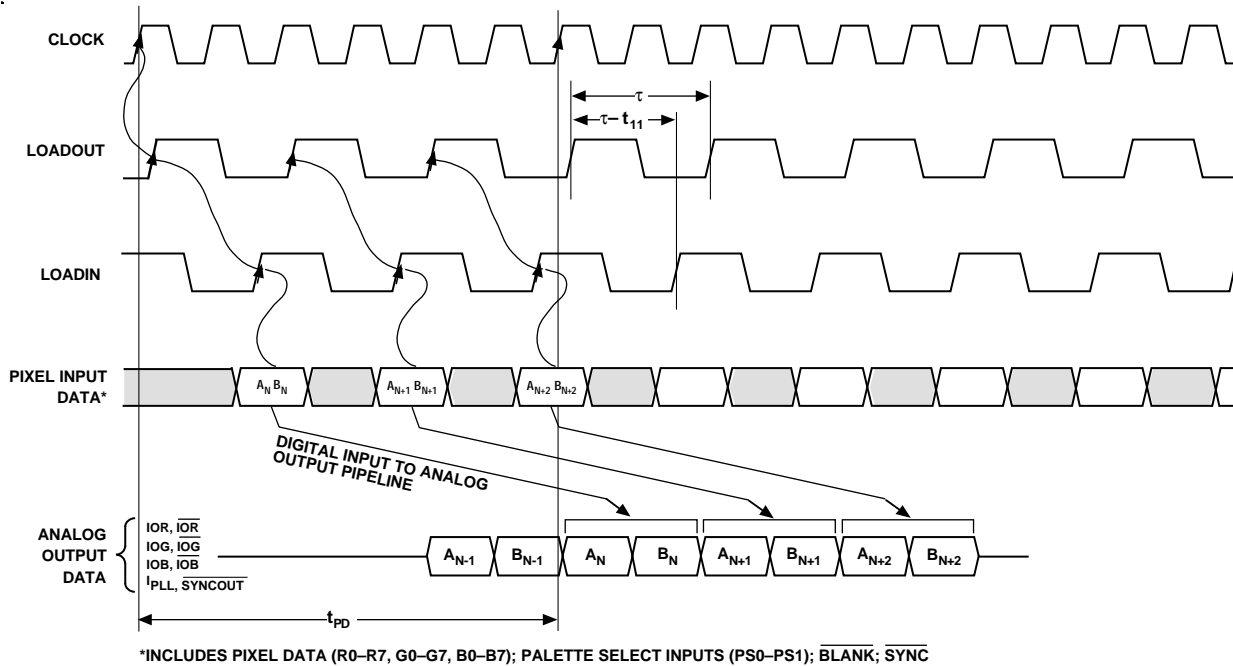 CLOCK
τ
τ– t11
LOADOUT
LOADIN
PIXEL INPUT
DATA*
AN BN
AN+1 BN+1
AN+2 BN+2
DIGITAL INPUT TO ANALOG
OUTPUT PIPELINE
ANALOG
OUTPUT
DATA
IOR, IOR
IOG, IOG
IOB, IOB
IPLL, SYNCOUT
AN-1
BN-1
AN
BN
AN+1
BN+1
AN+2
BN+2
tPD
*INCLUDES PIXEL DATA (R0–R7, G0–G7, B0–B7); PALETTE SELECT INPUTS (PS0–PS1); BLANK; SYNC